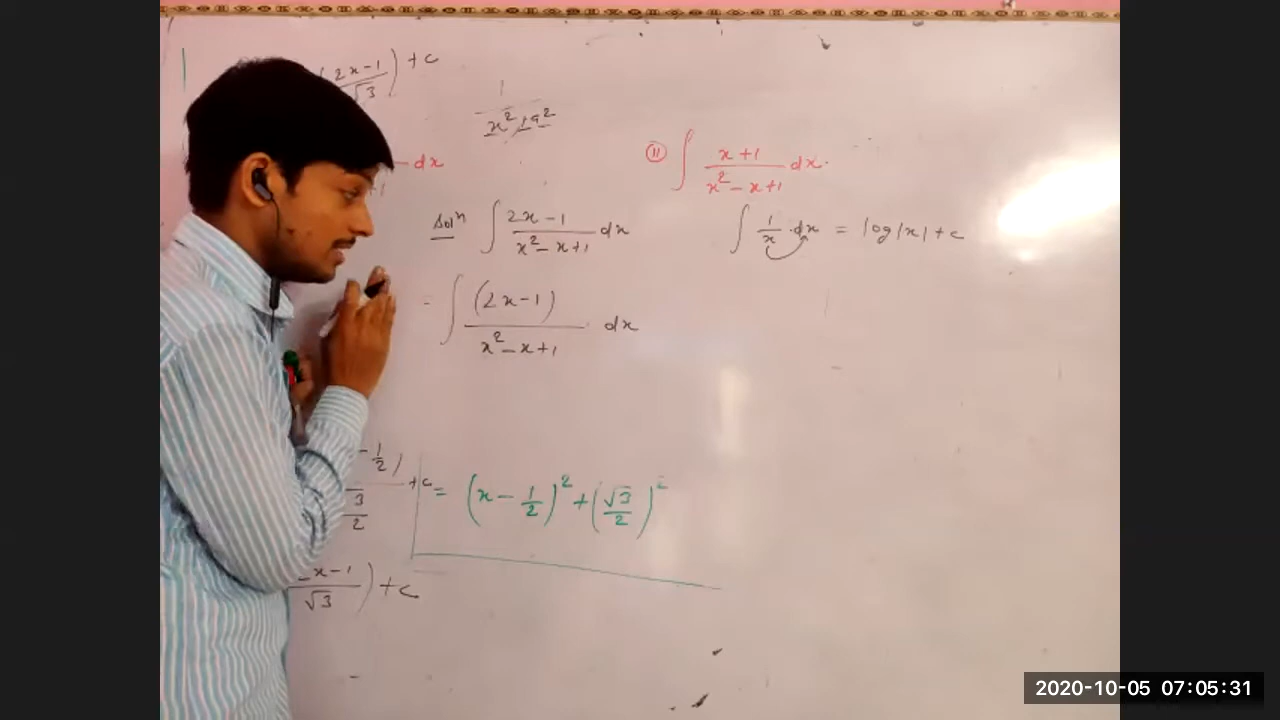 (2x-1/√3) + c
1/x²+a²
dx
(11) ∫ x+1/x²-x+1 dx.
Solⁿ ∫ 2x-1/x²-x+1 dx
∫ 1/x . dx = log|x| + c
= ∫ (2x-1)/x²-x+1 dx
-1/2)
3/2 + c
= (x - 1/2)² + (√3/2)²
2x-1/√3) + c
2020-10-05 07:05:31